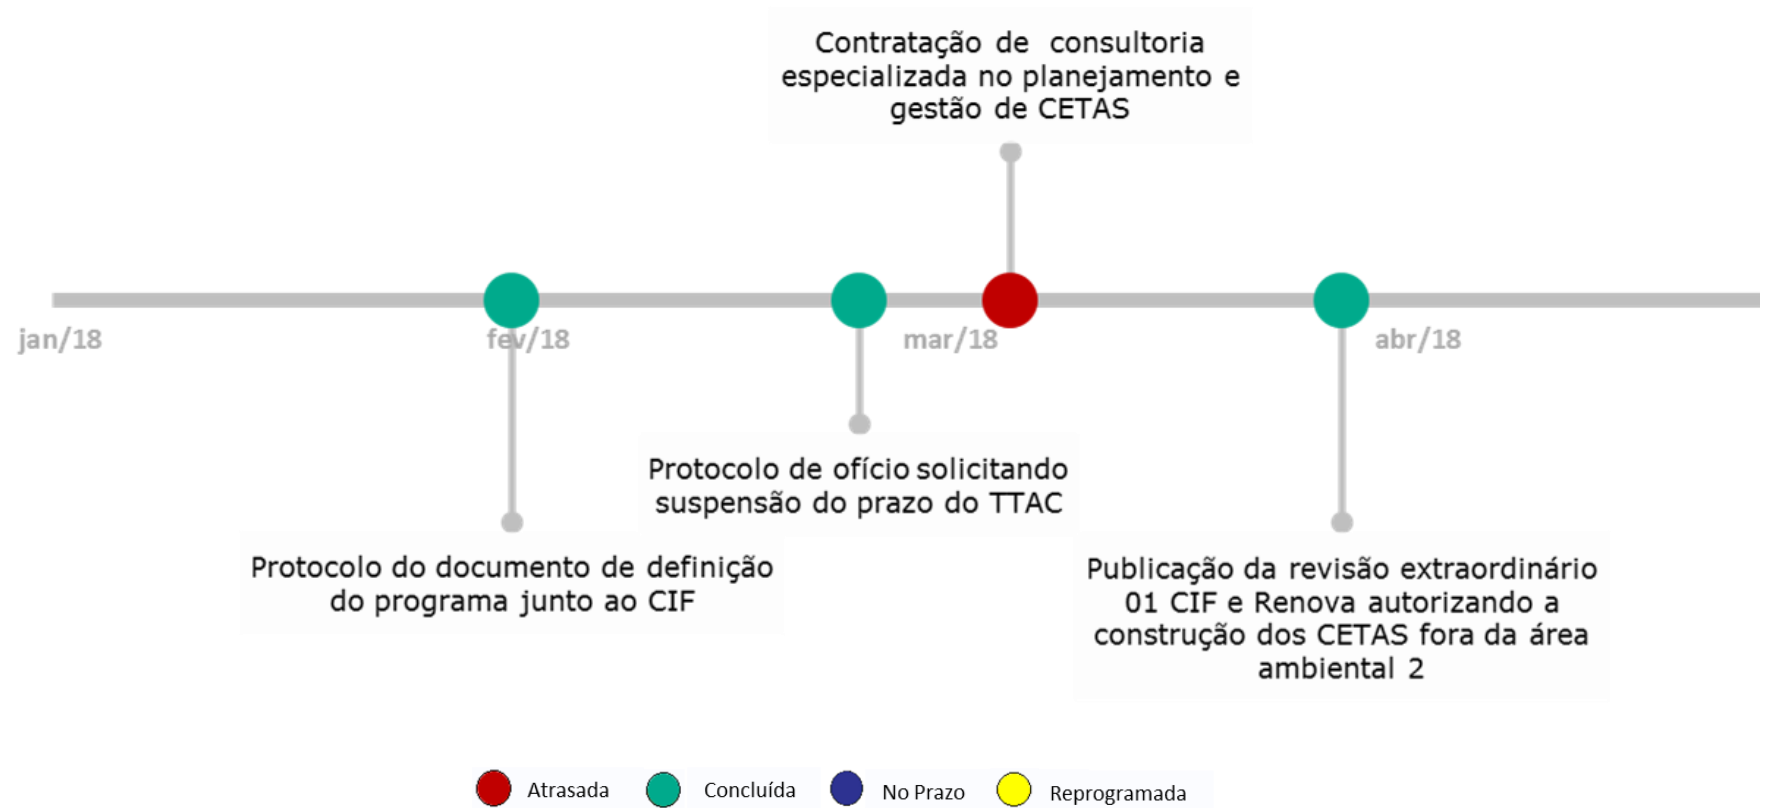 Contratação de consultoria
especializada no planejamento e
gestão de CETAS
jan/18
fev/18
mar/18
abr/18
Protocolo de ofício solicitando
suspensão do prazo do TTAC
Protocolo do documento de definição
do programa junto ao CIF
Publicação da revisão extraordinário
01 CIF e Renova autorizando a
construção dos CETAS fora da área
ambiental 2
Atrasada
Concluída
No Prazo
Reprogramada